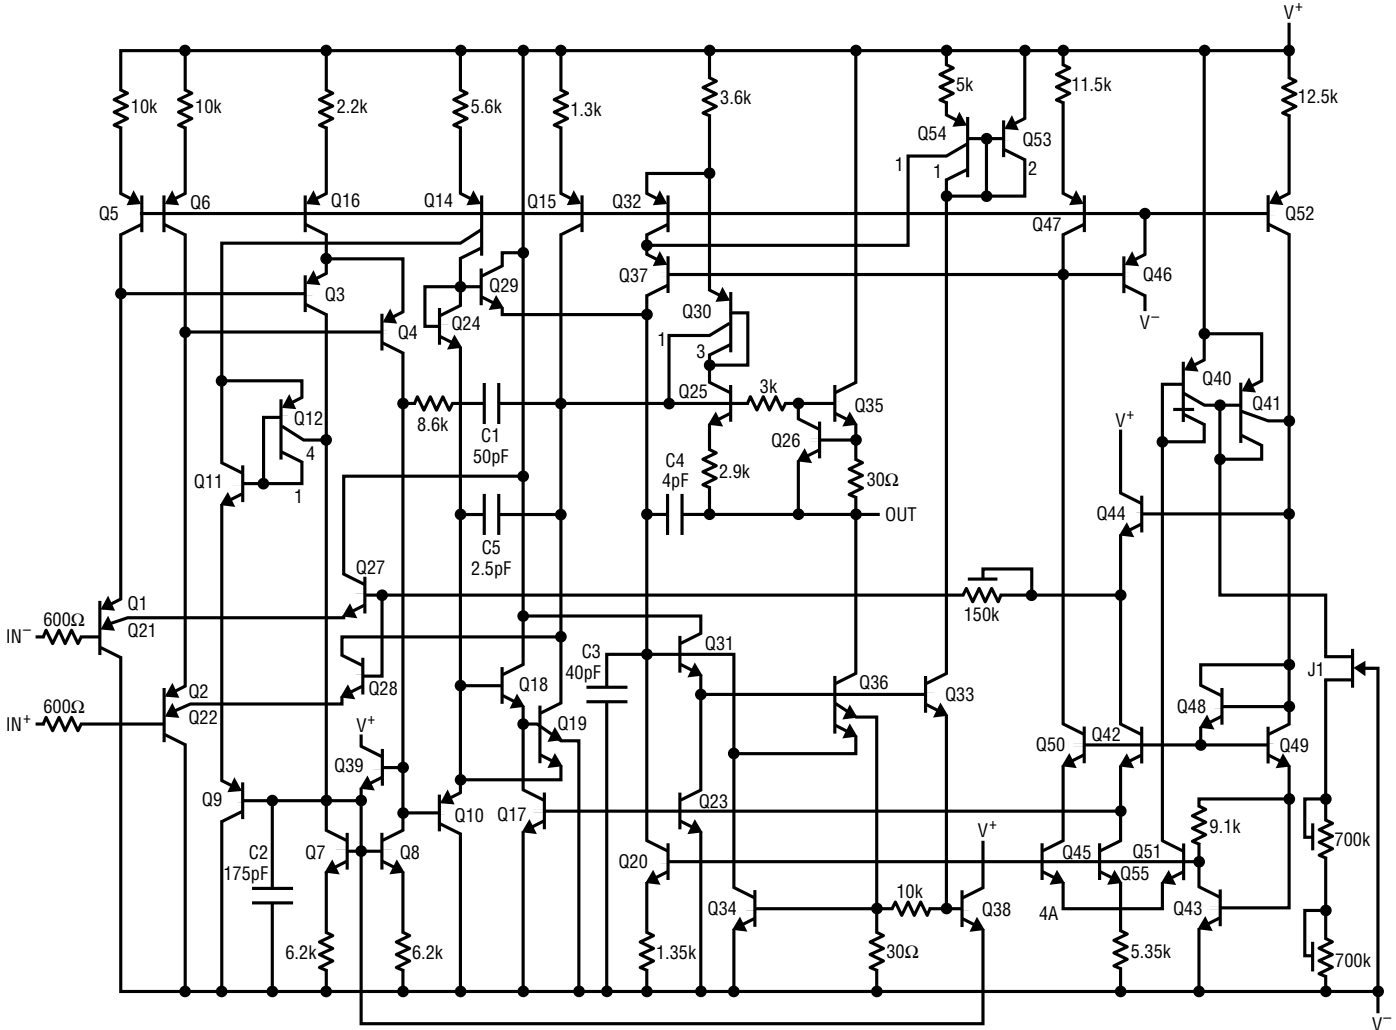 V+
10k
10k
2.2k
5.6k
1.3k
3.6k
5k
11.5k
12.5k
Q54
Q53
1
1
2
Q5
Q6
Q16
Q14
Q15
Q32
Q47
Q52
Q3
Q29
Q37
Q30
Q46
V−
Q4
Q24
1
3
Q40
Q41
Q12
4
1
Q11
8.6k
C1
50pF
Q25
3k
Q35
Q26
V+
C4
4pF
2.9k
30Ω
OUT
Q44
C5
2.5pF
Q27
150k
Q1
Q21
600Ω
IN−
Q28
Q2
Q22
600Ω
IN+
V+
Q39
Q18
Q19
C3
40pF
Q31
Q36
Q33
J1
Q48
Q50
Q42
Q49
Q9
Q10
Q17
Q23
9.1k
700k
V+
C2
175pF
Q7
Q8
Q20
Q45
Q55
Q51
Q34
10k
Q38
4A
Q43
6.2k
6.2k
1.35k
30Ω
5.35k
700k
V−